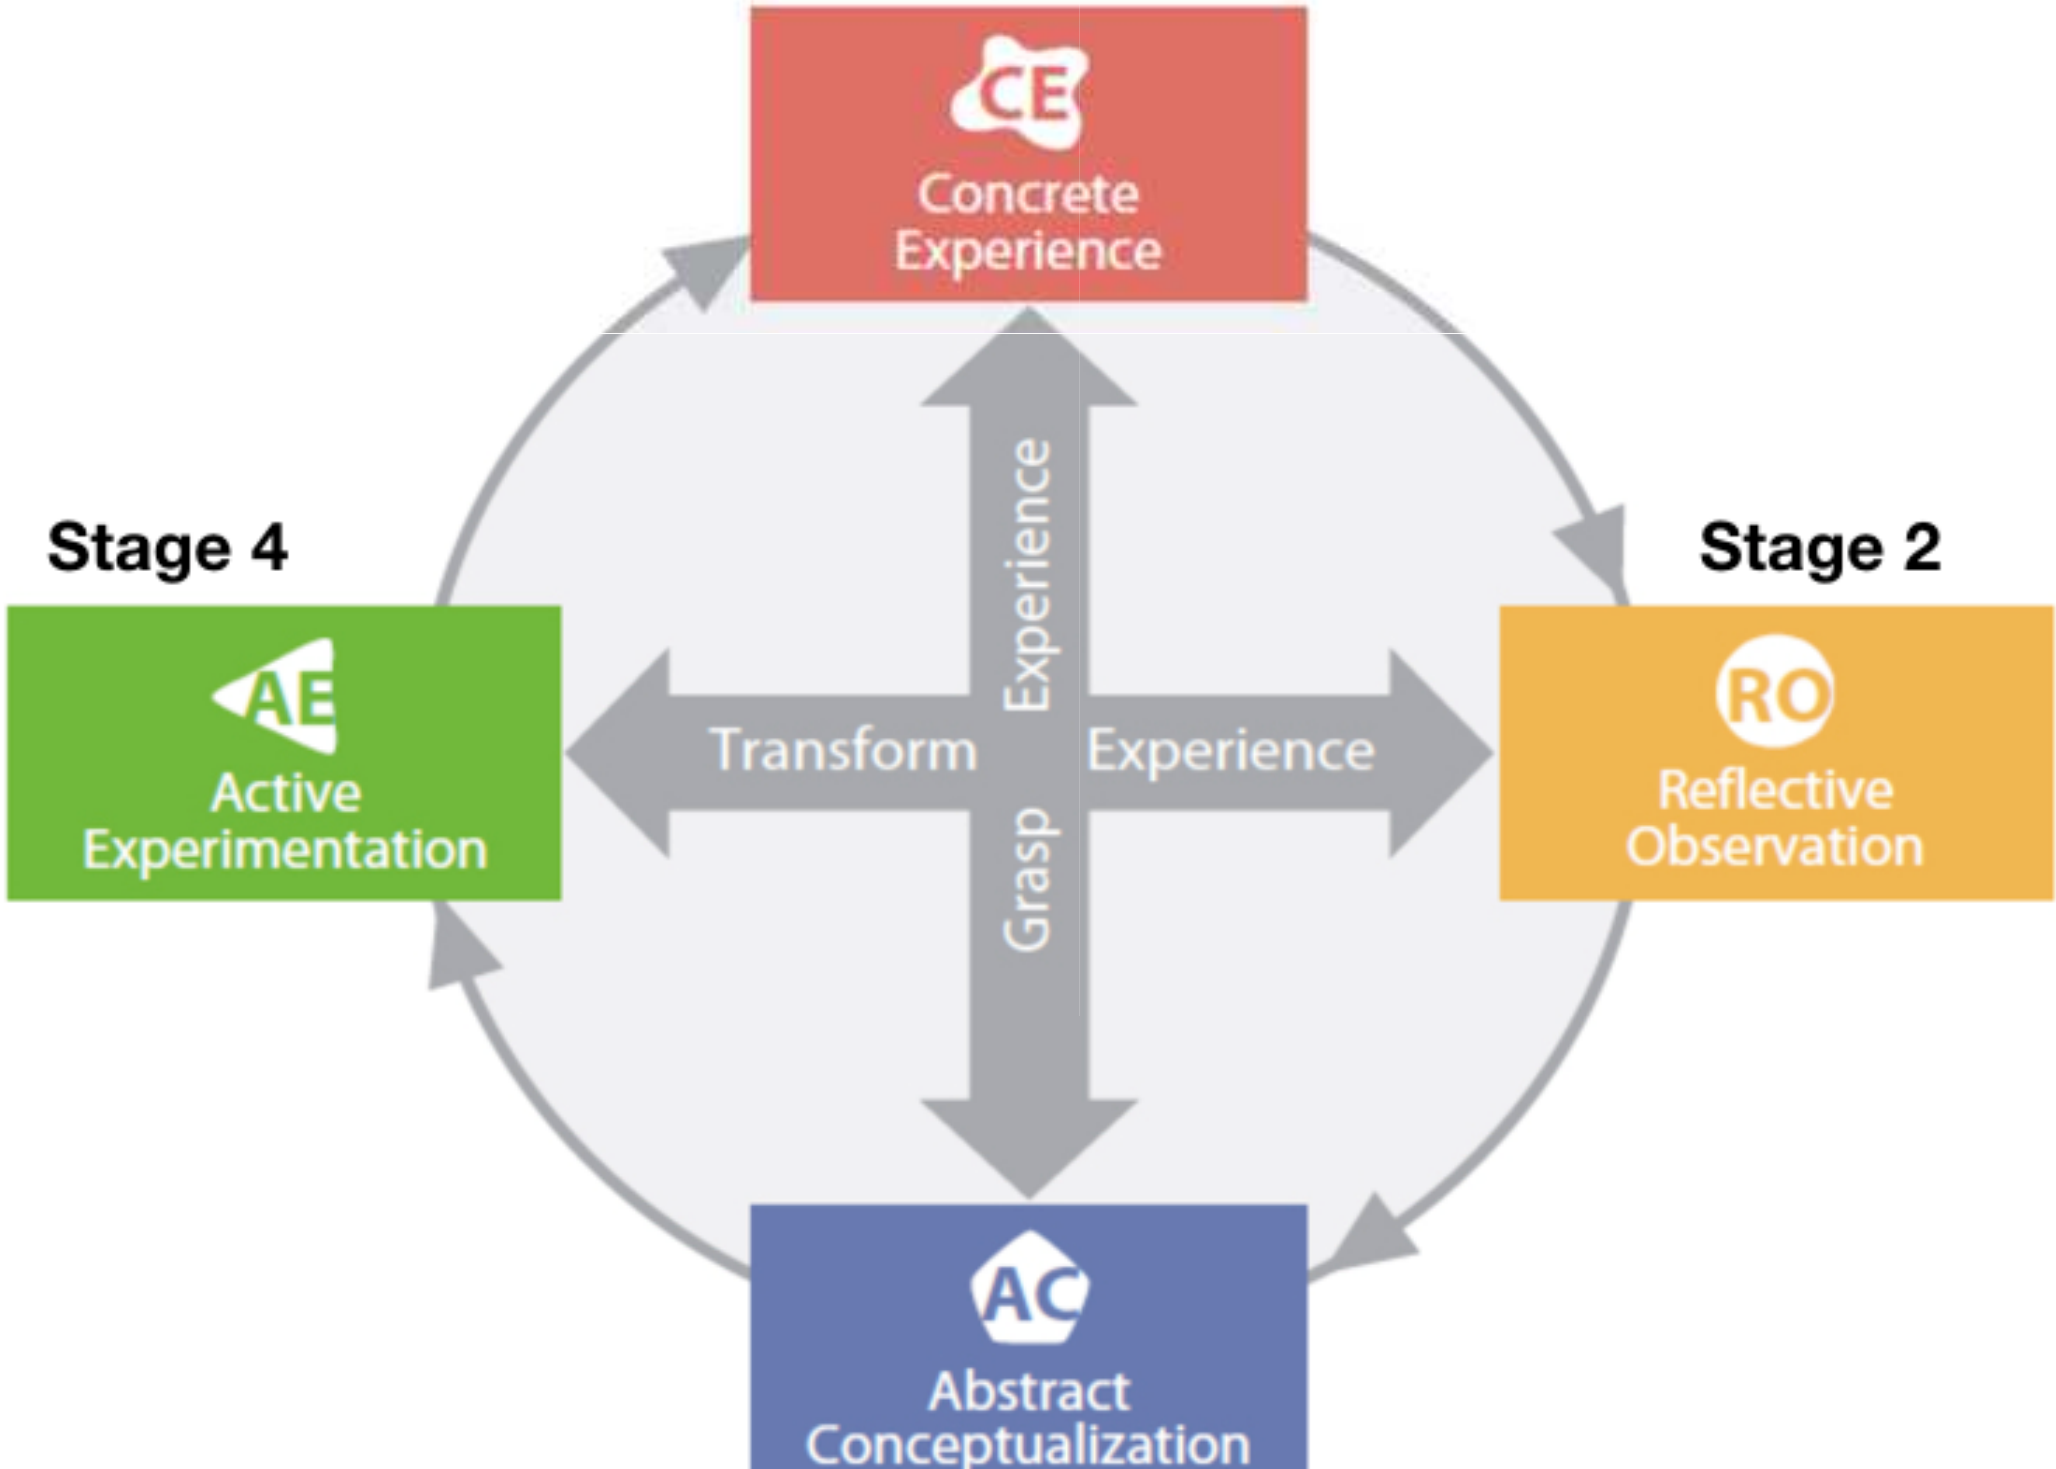 CE
Concrete
Experience
Stage 4
Stage 2
AE
Active
Experimentation
Transform Experience
Grasp Experience
RO
Reflective
Observation
AC
Abstract
Conceptualization